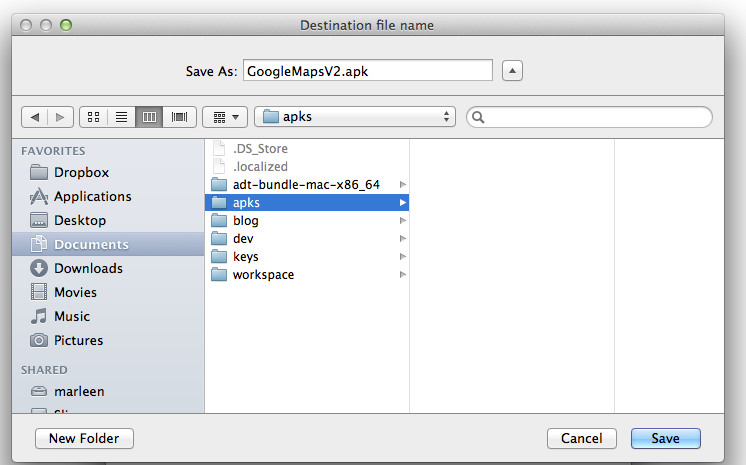 Destination file name
Save As: GoogleMapsV2.apk
apks
FAVORITES
Dropbox
Applications
Desktop
Documents
Downloads
Movies
Music
Pictures
SHARED
marleen
.DS_Store
.localized
adt-bundle-mac-x86_64
apks
blog
dev
keys
workspace
New Folder
Cancel
Save